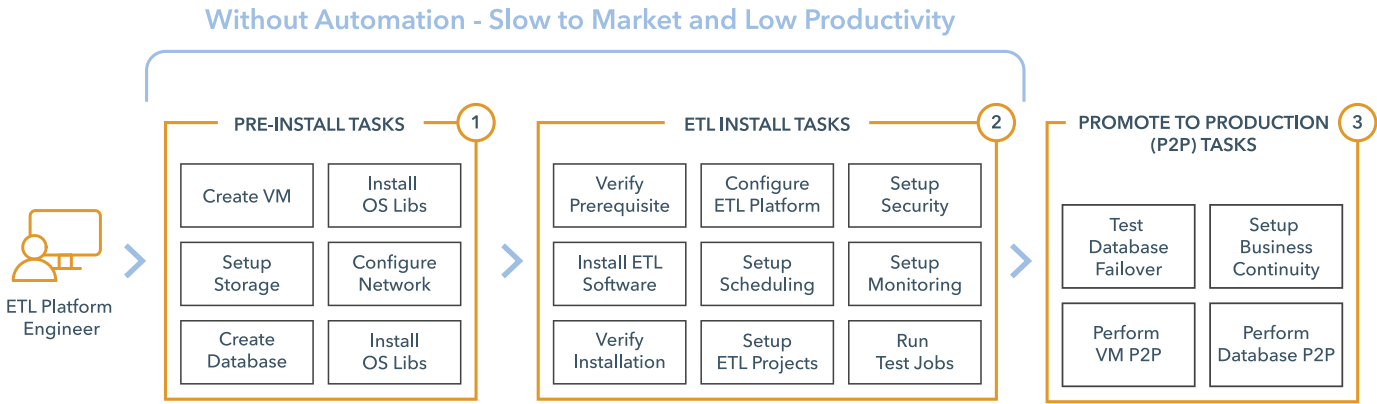 Without Automation - Slow to Market and Low Productivity
ETL Platform
Engineer
PRE-INSTALL TASKS
1
Create VM
Install
OS Libs
Setup
Storage
Configure
Network
Create
Database
Install
OS Libs
ETL INSTALL TASKS
2
Verify
Prerequisite
Configure
ETL Platform
Setup
Security
Install ETL
Software
Setup
Scheduling
Setup
Monitoring
Verify
Installation
Setup
ETL Projects
Run
Test Jobs
PROMOTE TO PRODUCTION
(P2P) TASKS
3
Test
Database
Failover
Setup
Business
Continuity
Perform
VM P2P
Perform
Database P2P